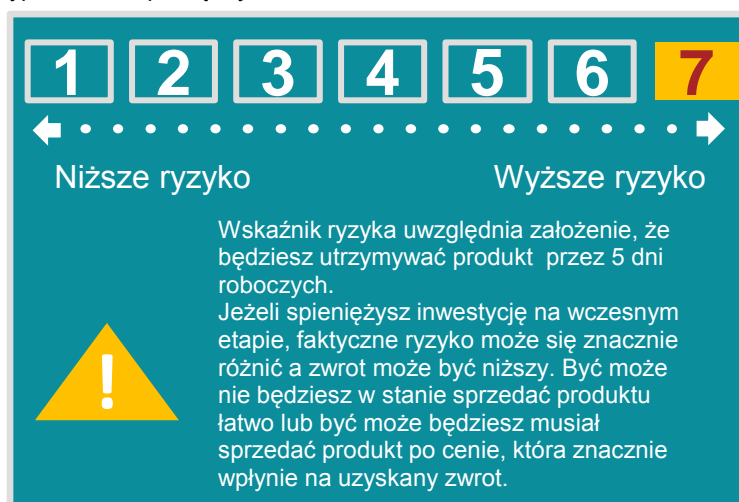 1 2 3 4 5 6 7
Niższe ryzyko Wyższe ryzyko
Wskaźnik ryzyka uwzględnia założenie, że
będziesz utrzymywać produkt przez 5 dni
roboczych.
Jeżeli spieniężysz inwestycję na wczesnym
etapie, faktyczne ryzyko może się znacznie
różnić a zwrot może być niższy. Być może
nie będziesz w stanie sprzedać produktu
łatwo lub być może będziesz musiał
sprzedać produkt po cenie, która znacznie
wpłynie na uzyskany zwrot.
!